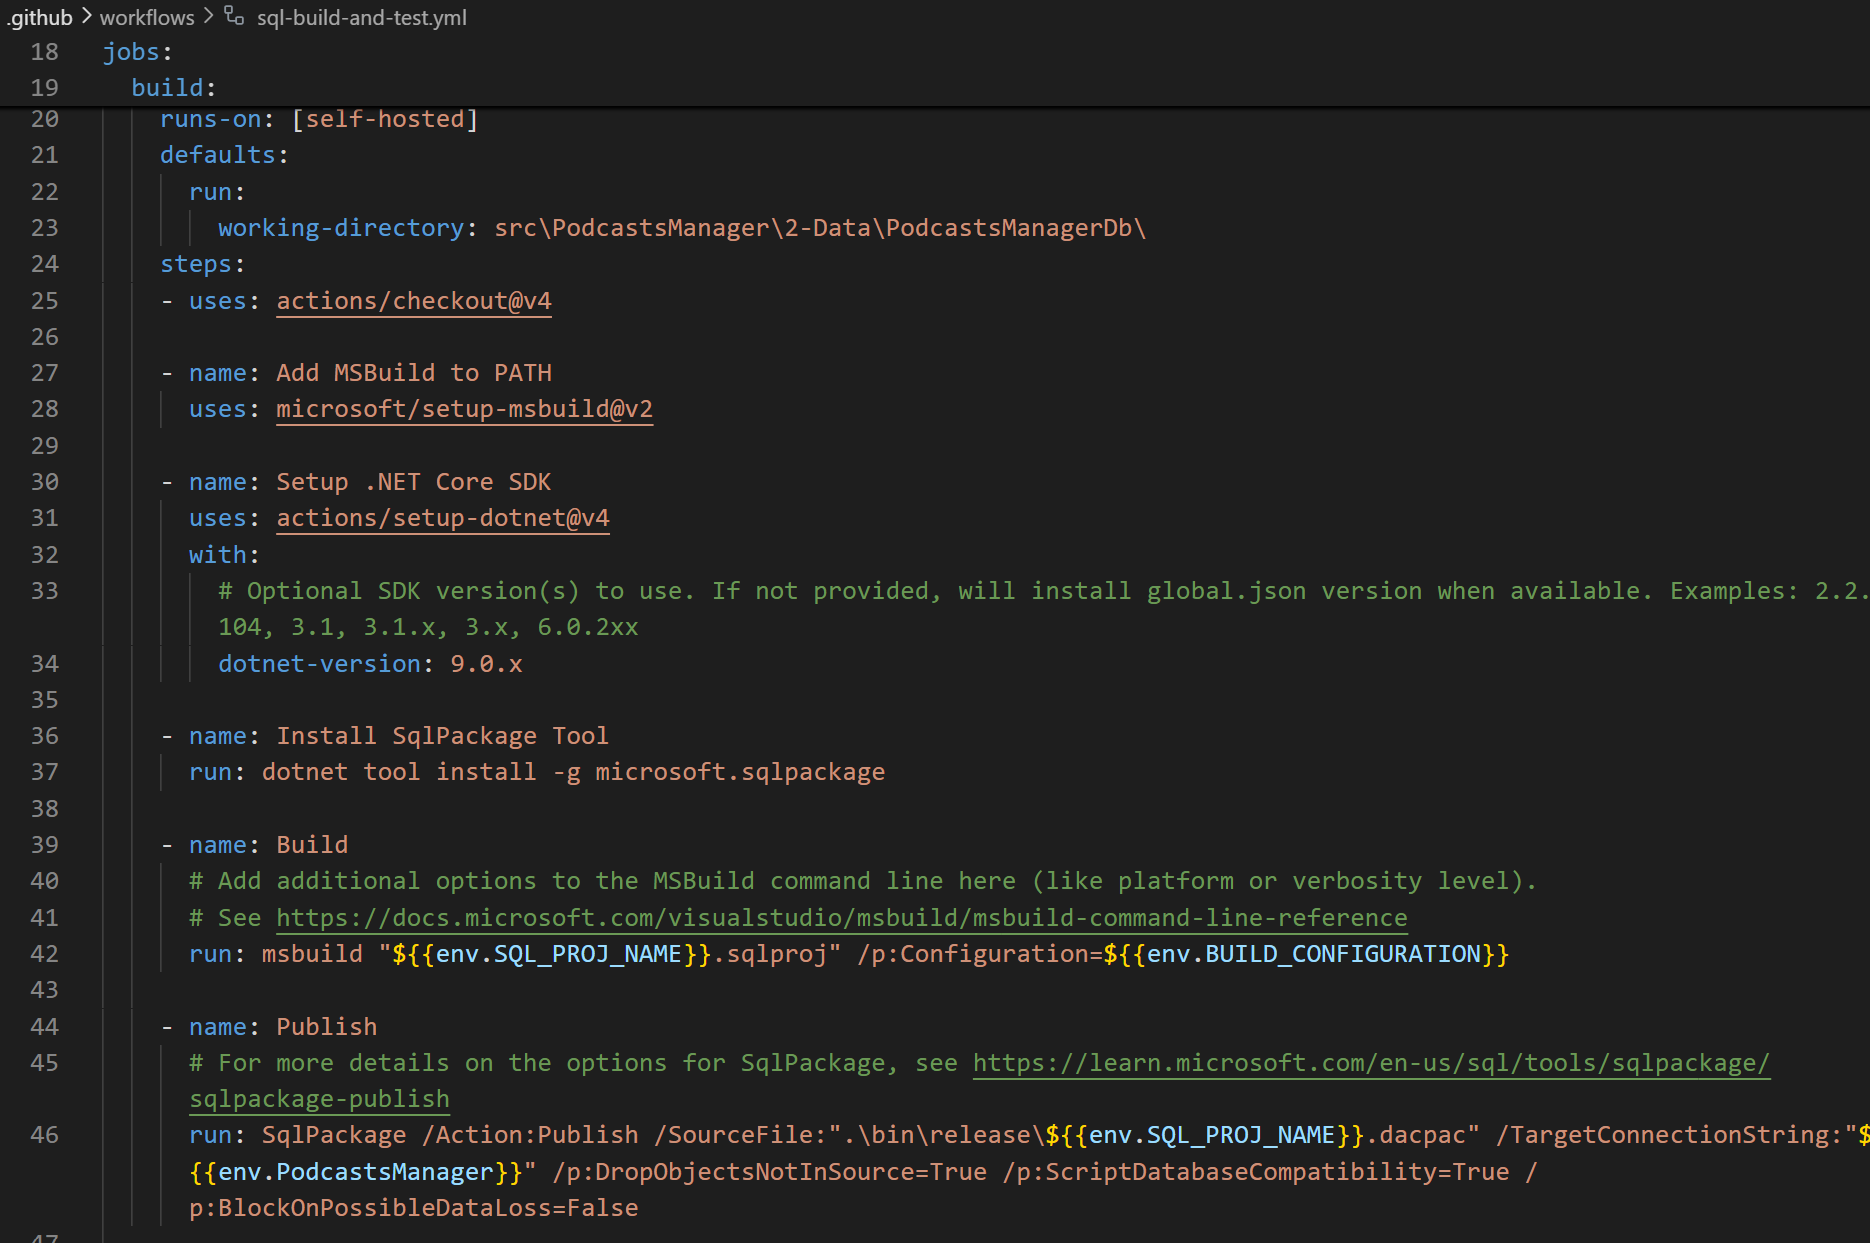 .github > workflows > sql-build-and-test.yml
18 jobs:
19 build:
20 runs-on: [self-hosted]
21 defaults:
22 run:
23 working-directory: src\PodcastsManager\2-Data\PodcastsManagerDb\
24 steps:
25 - uses: actions/checkout@v4
26
27 - name: Add MSBuild to PATH
28 uses: microsoft/setup-msbuild@v2
29
30 - name: Setup .NET Core SDK
31 uses: actions/setup-dotnet@v4
32 with:
33 # Optional SDK version(s) to use. If not provided, will install global.json version when available. Examples: 2.2.
104, 3.1, 3.1.x, 3.x, 6.0.2xx
34 dotnet-version: 9.0.x
35
36 - name: Install SqlPackage Tool
37 run: dotnet tool install -g microsoft.sqlpackage
38
39 - name: Build
40 # Add additional options to the MSBuild command line here (like platform or verbosity level).
41 # See https://docs.microsoft.com/visualstudio/msbuild/msbuild-command-line-reference
42 run: msbuild "${{env.SQL_PROJ_NAME}}.sqlproj" /p:Configuration=${{env.BUILD_CONFIGURATION}}
43
44 - name: Publish
45 # For more details on the options for SqlPackage, see https://learn.microsoft.com/en-us/sql/tools/sqlpackage/
sqlpackage-publish
46 run: SqlPackage /Action:Publish /SourceFile:".\bin\release\${{env.SQL_PROJ_NAME}}.dacpac" /TargetConnectionString:"$
{{env.PodcastsManager}}" /p:DropObjectsNotInSource=True /p:ScriptDatabaseCompatibility=True /
p:BlockOnPossibleDataLoss=False
47